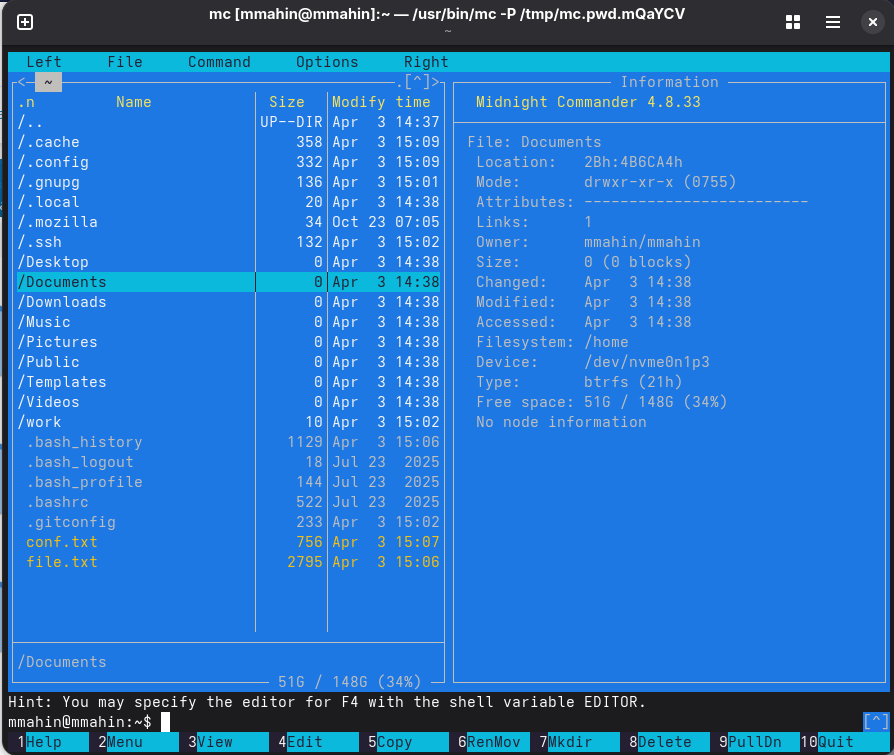 mc [mmahin@mmahin]:~ — /usr/bin/mc -P /tmp/mc.pwd.mQaYCV
~
Left File Command Options Right
<─ ~ .[^]>
.n Name Size Modify time
/.. UP--DIR Apr 3 14:37
/.cache 358 Apr 3 15:09
/.config 332 Apr 3 15:09
/.gnupg 136 Apr 3 15:01
/.local 20 Apr 3 14:38
/.mozilla 34 Oct 23 07:05
/.ssh 132 Apr 3 15:02
/Desktop 0 Apr 3 14:38
/Documents 0 Apr 3 14:38
/Downloads 0 Apr 3 14:38
/Music 0 Apr 3 14:38
/Pictures 0 Apr 3 14:38
/Public 0 Apr 3 14:38
/Templates 0 Apr 3 14:38
/Videos 0 Apr 3 14:38
/work 10 Apr 3 15:02
.bash_history 1129 Apr 3 15:06
.bash_logout 18 Jul 23 2025
.bash_profile 144 Jul 23 2025
.bashrc 522 Jul 23 2025
.gitconfig 233 Apr 3 15:02
conf.txt 756 Apr 3 15:07
file.txt 2795 Apr 3 15:06
/Documents
51G / 148G (34%)
Information
Midnight Commander 4.8.33
File: Documents
Location: 2Bh:4B6CA4h
Mode: drwxr-xr-x (0755)
Attributes: -------------------------
Links: 1
Owner: mmahin/mmahin
Size: 0 (0 blocks)
Changed: Apr 3 14:38
Modified: Apr 3 14:38
Accessed: Apr 3 14:38
Filesystem: /home
Device: /dev/nvme0n1p3
Type: btrfs (21h)
Free space: 51G / 148G (34%)
No node information
Hint: You may specify the editor for F4 with the shell variable EDITOR.
mmahin@mmahin:~$ [^]
1Help 2Menu 3View 4Edit 5Copy 6RenMov 7Mkdir 8Delete 9PullDn 10Quit